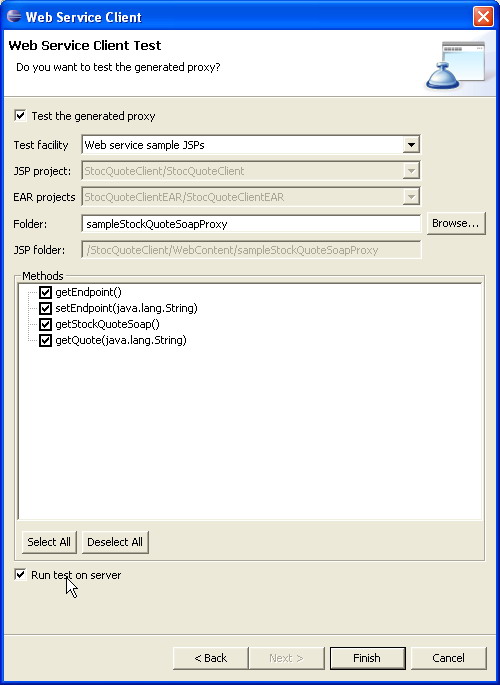 Web Service Client
Web Service Client Test
Do you want to test the generated proxy?
Test the generated proxy
Test facility Web service sample JSPs
JSP project: StocQuoteClient/StocQuoteClient
EAR projects StocQuoteClientEAR/StocQuoteClientEAR
Folder: sampleStockQuoteSoapProxy Browse...
JSP folder: /StocQuoteClient/WebContent/sampleStockQuoteSoapProxy
Methods
getEndpoint()
setEndpoint(java.lang.String)
getStockQuoteSoap()
getQuote(java.lang.String)
Select All Deselect All
Run test on server
< Back Next > Finish Cancel